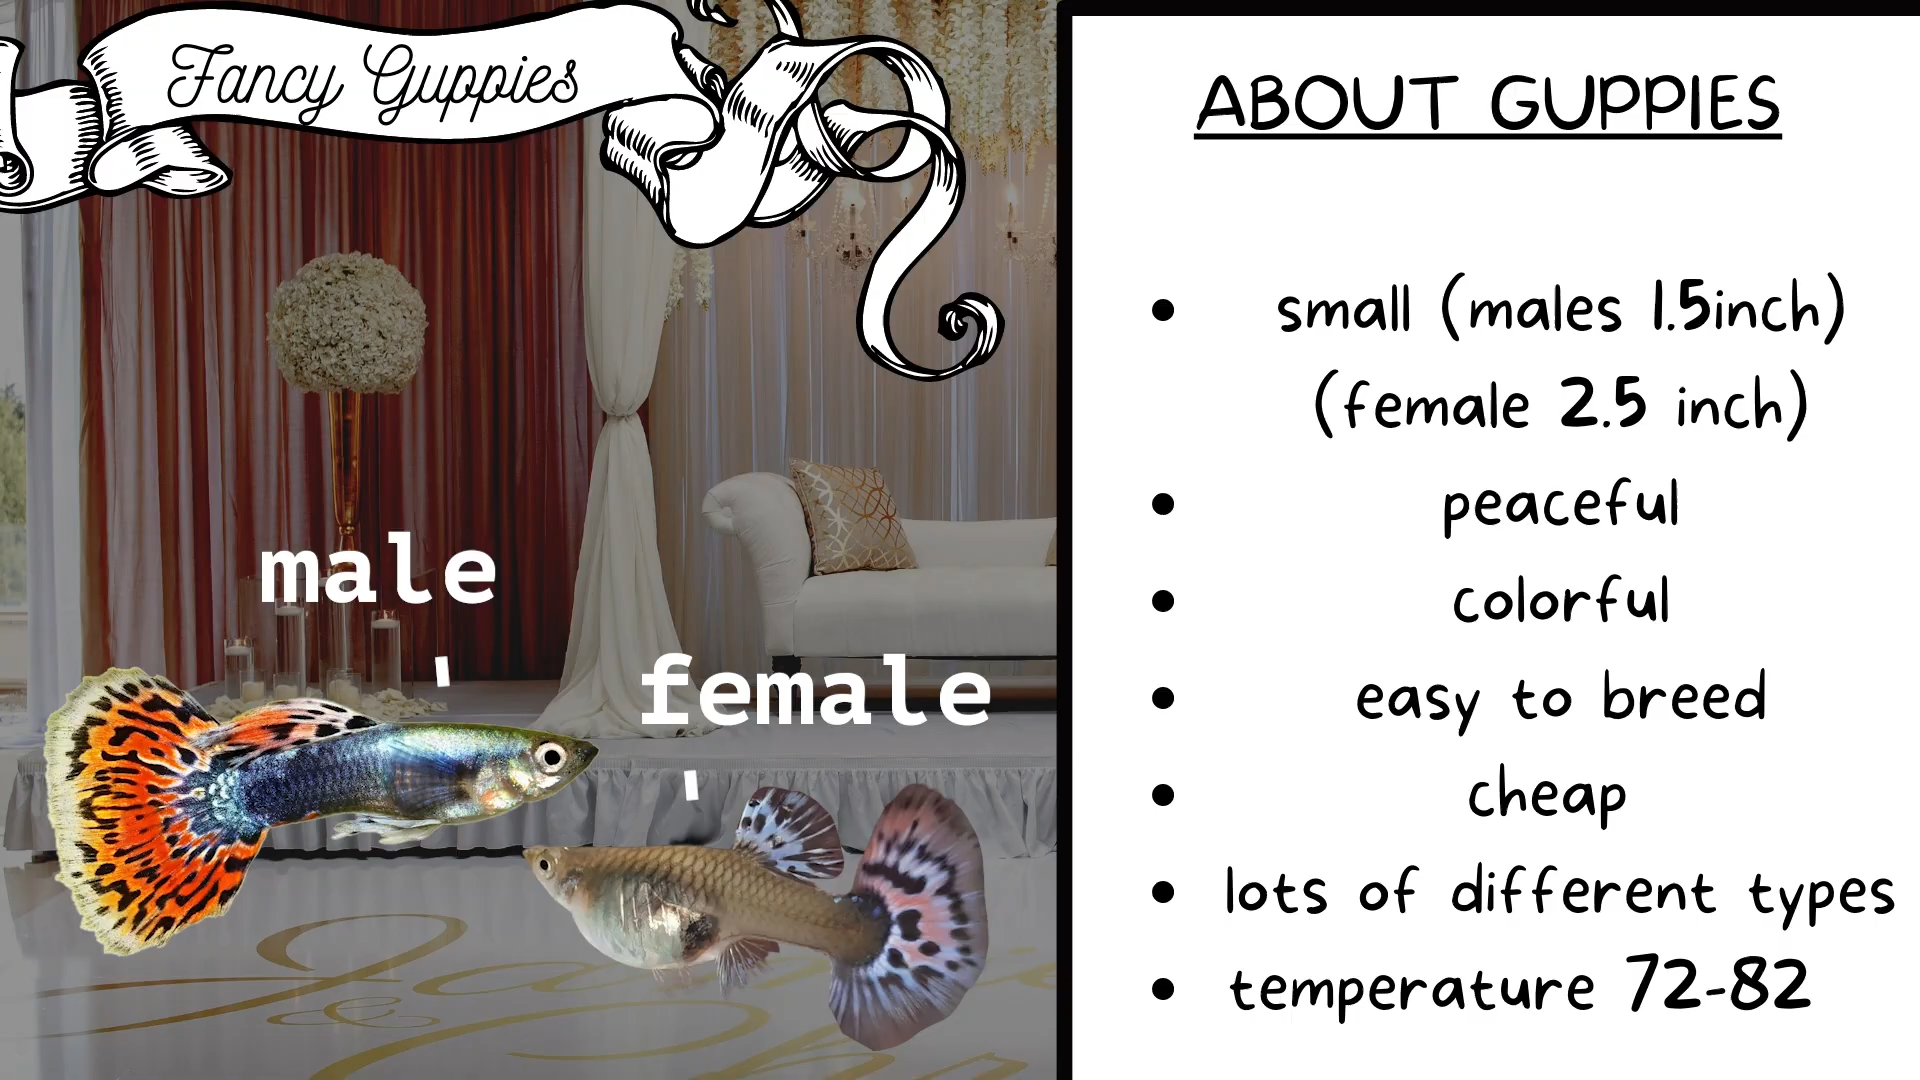 Fancy Guppies
male
'
female
'
ABOUT GUPPIES
• small (males 1.5inch)
(female 2.5 inch)
• peaceful
• colorful
• easy to breed
• cheap
• lots of different types
• temperature 72-82